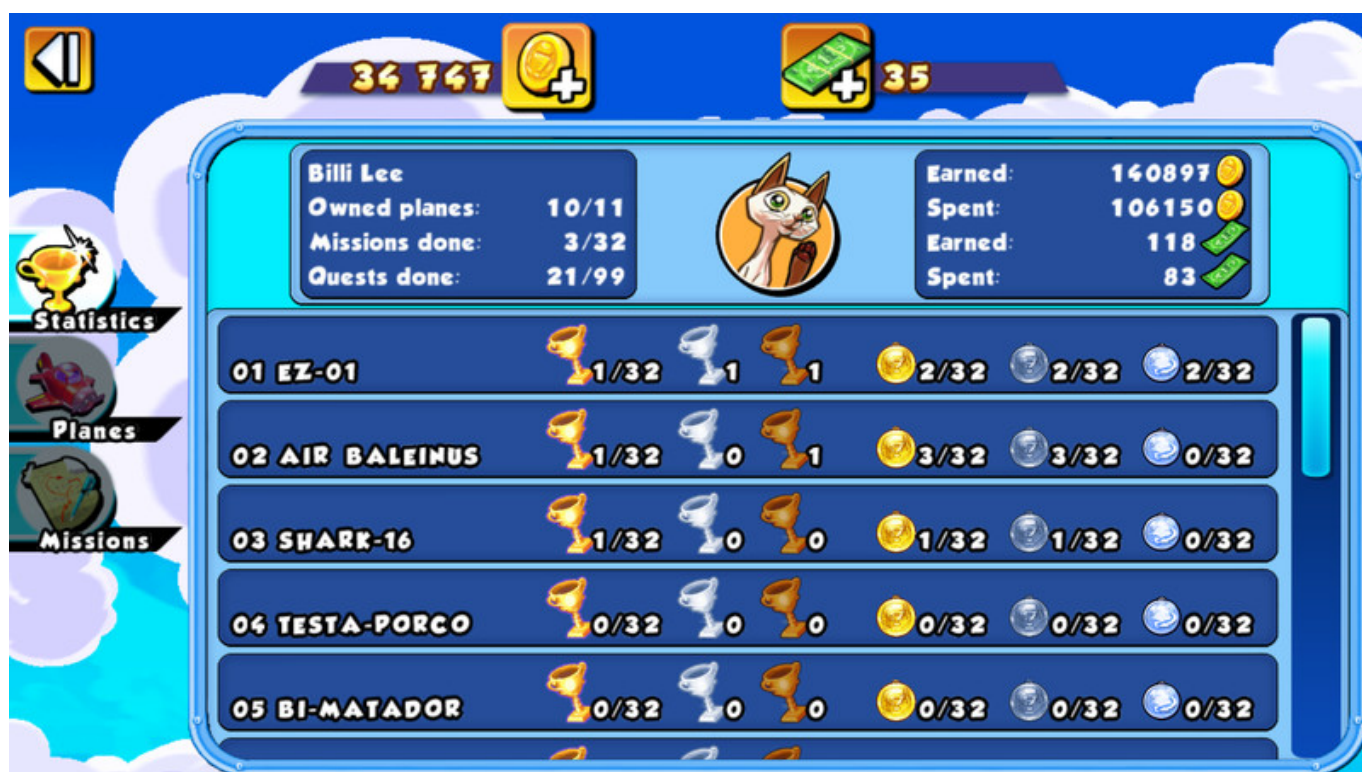 34 747 35
Billi Lee
Owned planes: 10/11
Missions done: 3/32
Quests done: 21/99
Earned: 140897
Spent: 106150
Earned: 118
Spent: 83
Statistics
Planes
Missions
01 EZ-01 1/32 1 1 2/32 2/32 2/32
02 AIR BALEINUS 1/32 0 1 3/32 3/32 0/32
03 SHARK-16 1/32 0 0 1/32 1/32 0/32
04 TESTA-PORCO 0/32 0 0 0/32 0/32 0/32
05 BI-MATADOR 0/32 0 0 0/32 0/32 0/32